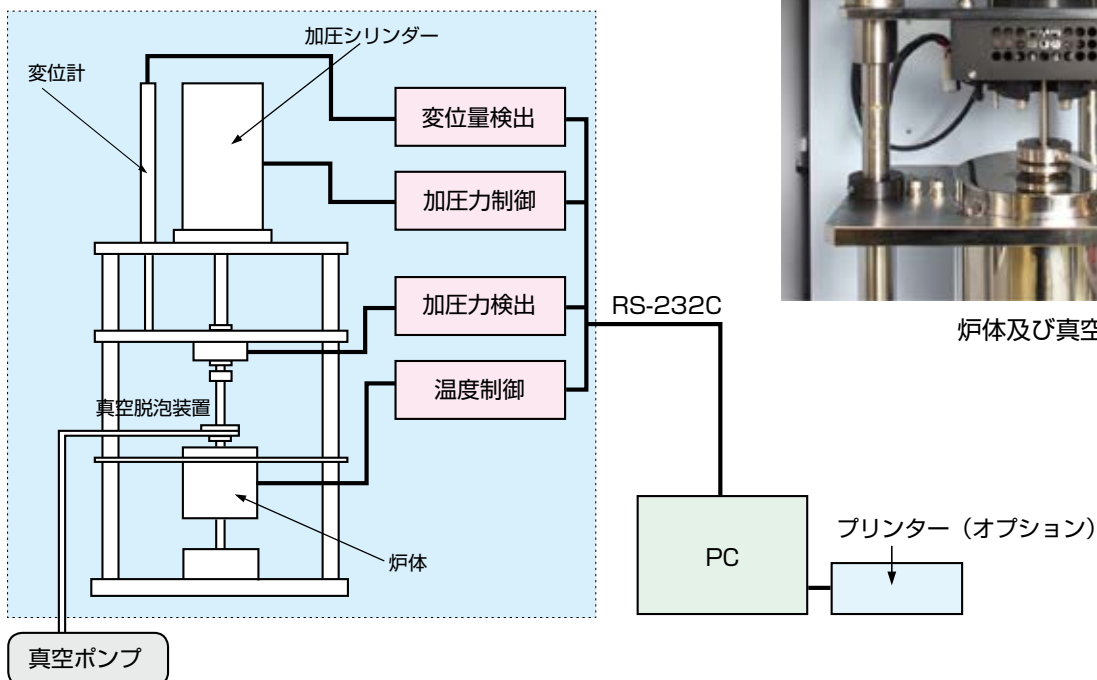 加圧シリンダー
変位計
変位量検出
加圧力制御
加圧力検出
RS-232C
温度制御
真空脱泡装置
炉体
真空ポンプ
PC
プリンター（オプション）
炉体及び真空